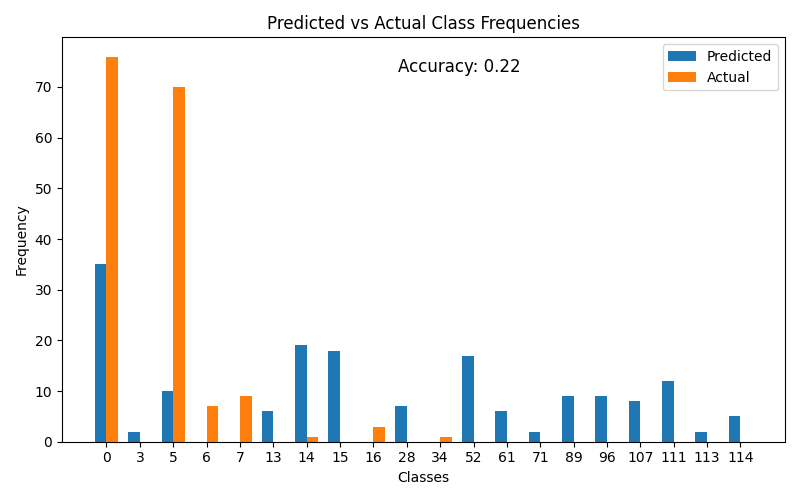 Predicted vs Actual Class Frequencies
Accuracy: 0.22
Predicted
Actual
Frequency
70
60
50
40
30
20
10
0
0 3 5 6 7 13 14 15 16 28 34 52 61 71 89 96 107 111 113 114
Classes